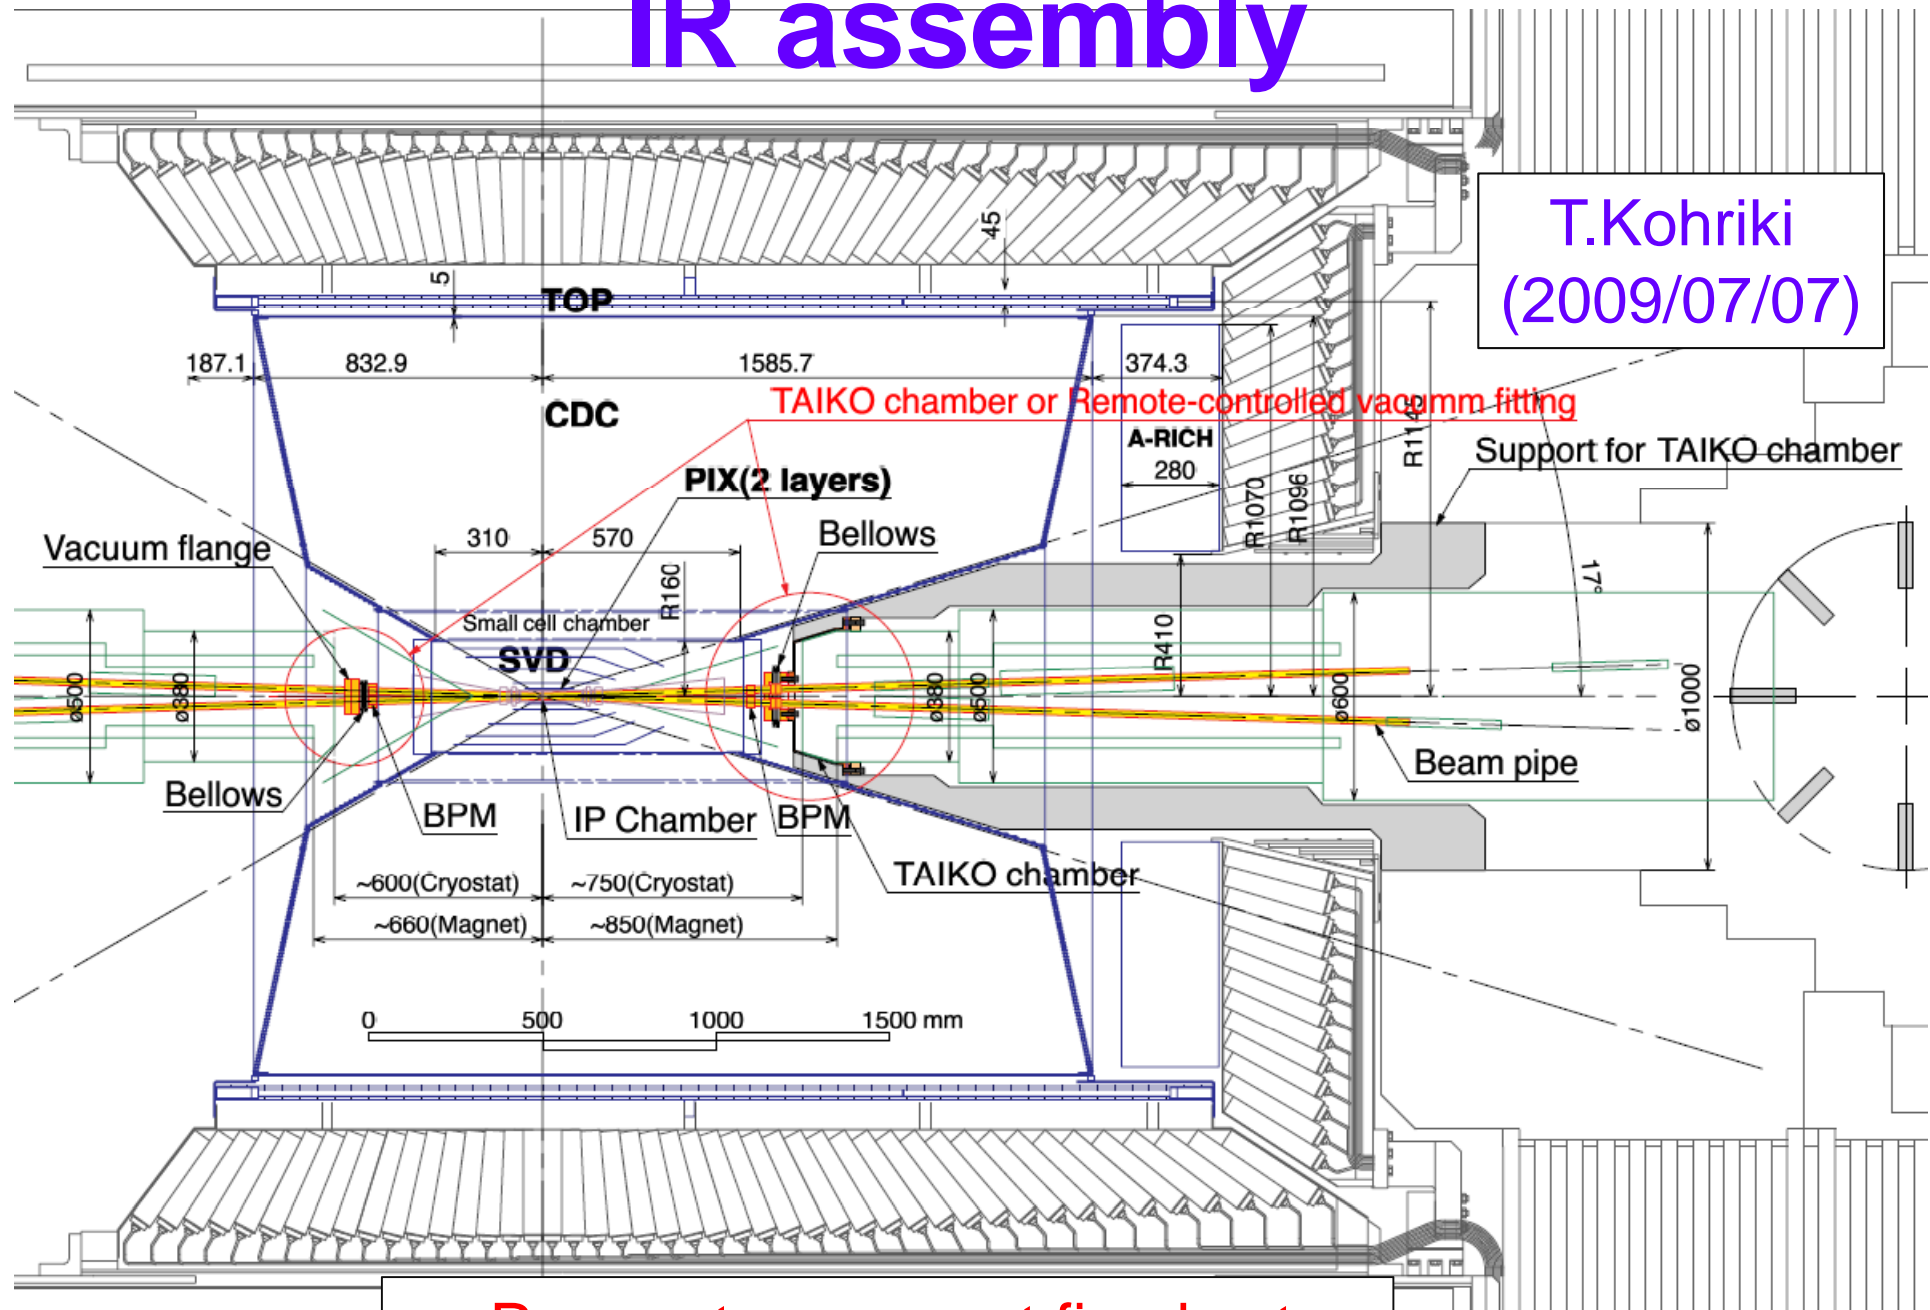 IR assembly
T.Kohriki
(2009/07/07)
45
5
TOP
187.1
832.9
1585.7
374.3
TAIKO chamber or Remote-controlled vacumm fitting
CDC
A-RICH
280
R1145
Support for TAIKO chamber
PIX(2 layers)
R1070
R1096
Vacuum flange
310
570
Bellows
R160
17°
Small cell chamber
SVD
R410
ø500
ø380
ø380
ø500
ø600
ø1000
Beam pipe
Bellows
BPM
IP Chamber
BPM
TAIKO chamber
~600(Cryostat)
~750(Cryostat)
~660(Magnet)
~850(Magnet)
0
500
1000
1500 mm